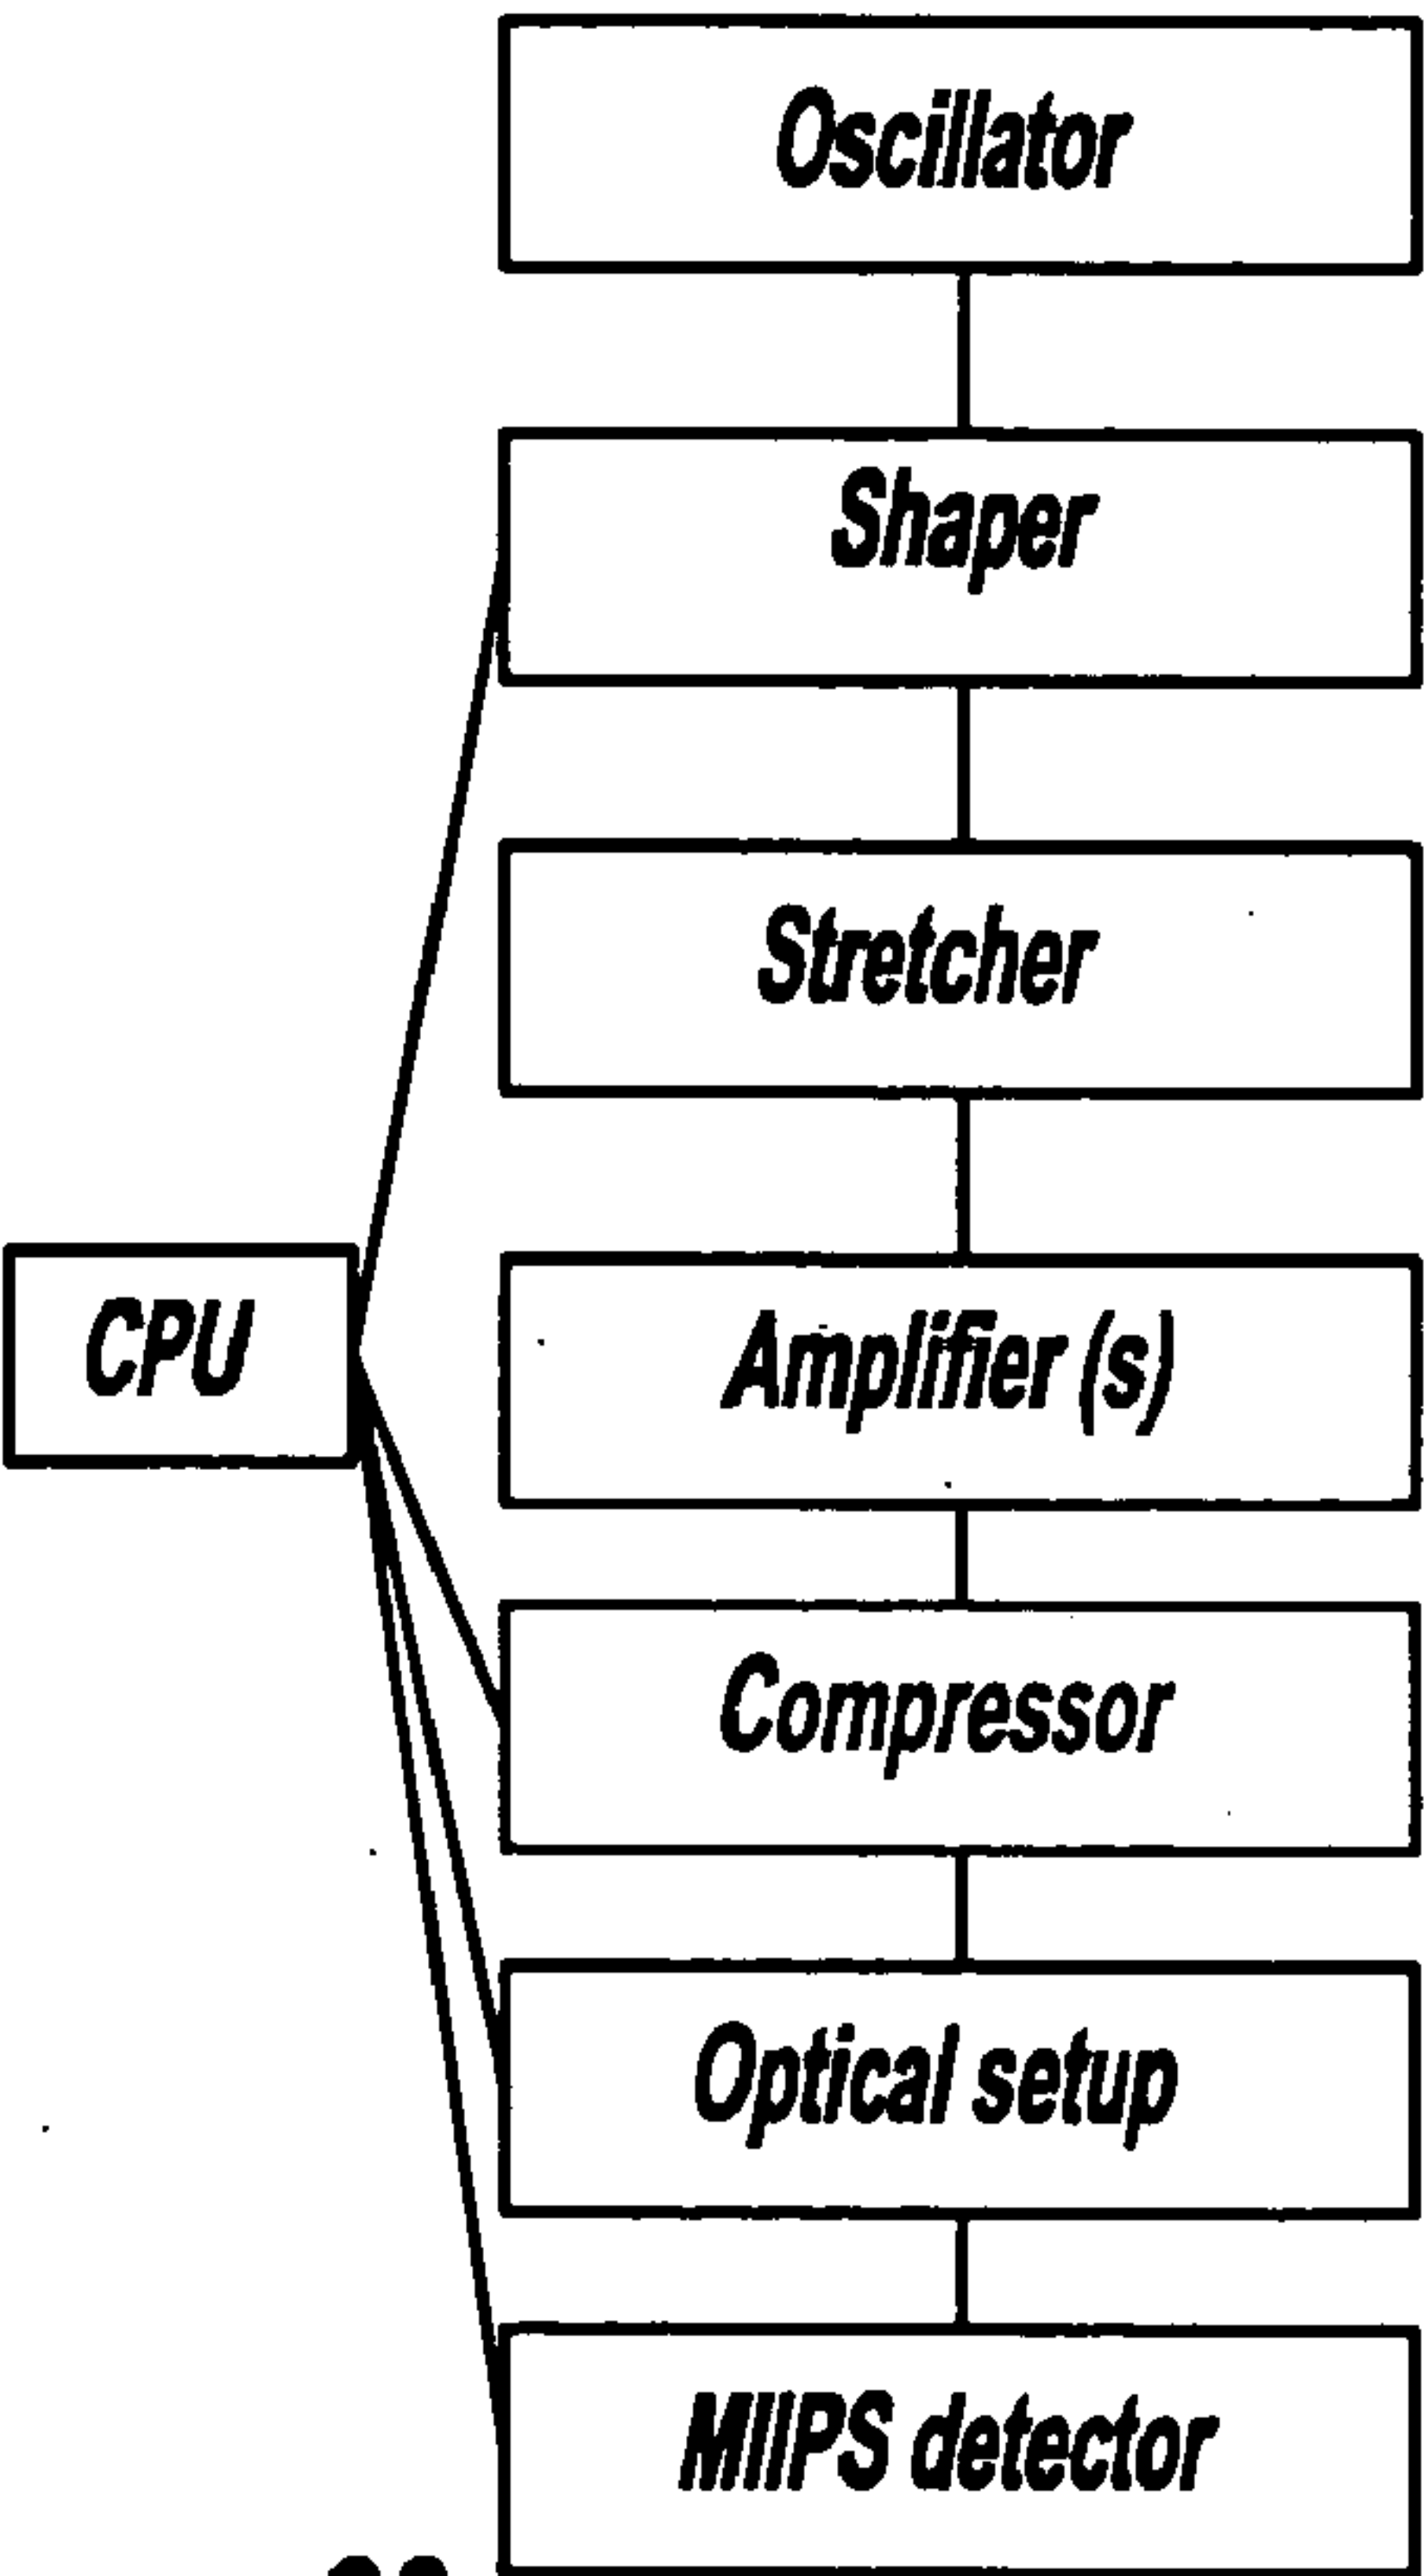 Oscillator
Shaper
Stretcher
CPU
Amplifier (s)
Compressor
Optical setup
MIIPS detector